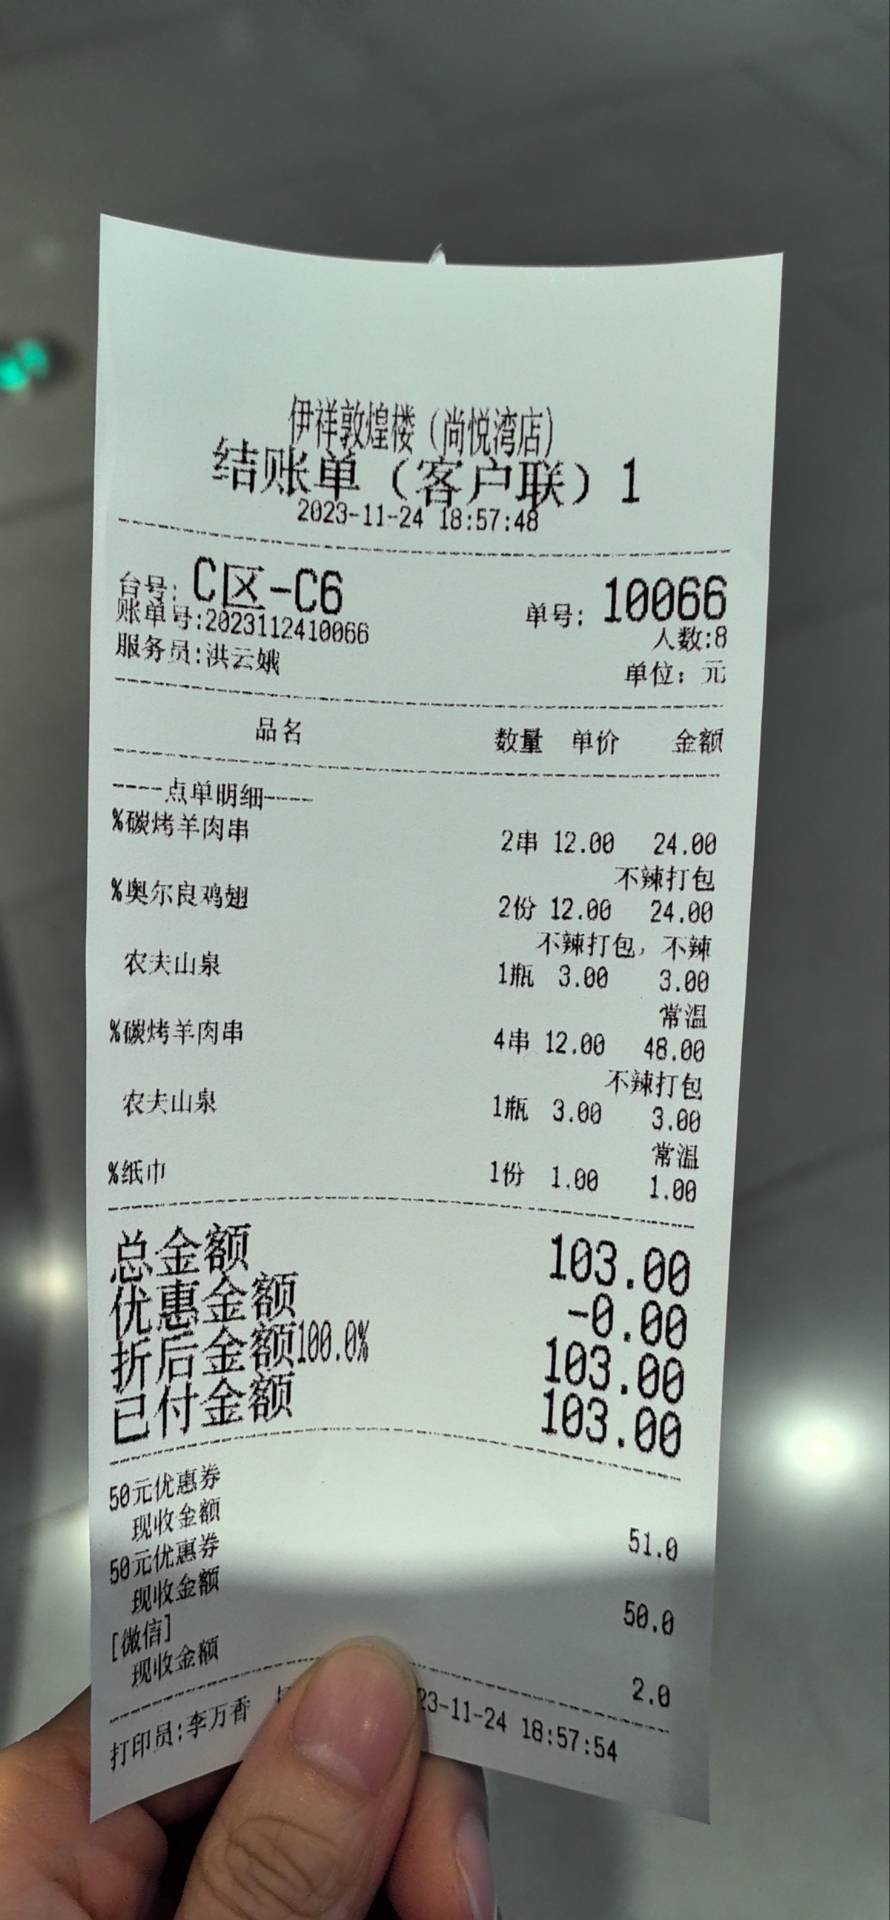 伊祥敦煌楼（尚悦湾店）
结账单（客户联）1
2023-11-24 18:57:48
台号: C区-C6 单号: 10066
账单号:2023112410066 人数:8
服务员:洪云娥 单位: 元
品名 数量 单价 金额
----点单明细----
%碳烤羊肉串 2串 12.00 24.00
不辣打包
%奥尔良鸡翅 2份 12.00 24.00
不辣打包, 不辣
农夫山泉 1瓶 3.00 3.00
常温
%碳烤羊肉串 4串 12.00 48.00
不辣打包
农夫山泉 1瓶 3.00 3.00
常温
%纸巾 1份 1.00 1.00
总金额 103.00
优惠金额 -0.00
折后金额100.0% 103.00
已付金额 103.00
50元优惠券
现收金额 51.0
50元优惠券
现收金额 50.0
[微信]
现收金额 2.0
打印员:李万香 23-11-24 18:57:54